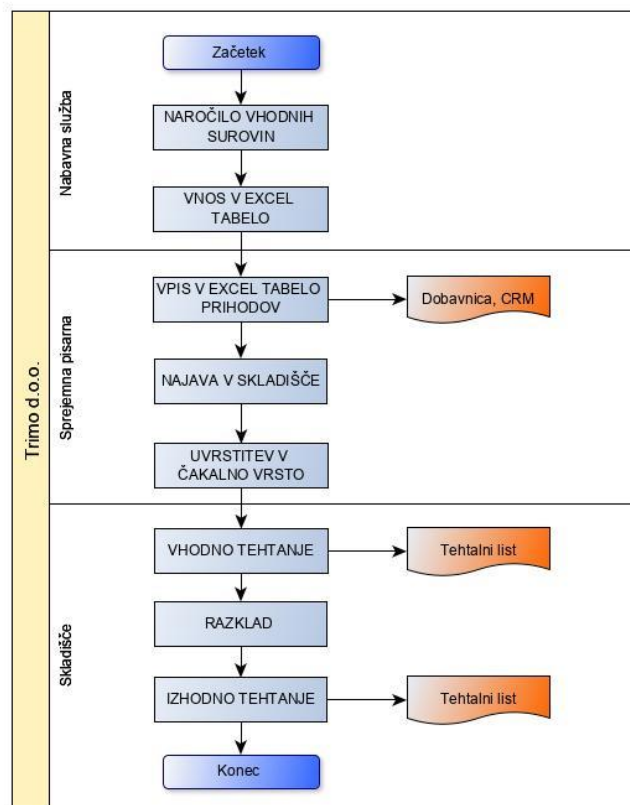 Trimo d.o.o.
Nabavna služba
Začetek
NAROČILO VHODNIH
SUROVIN
VNOS V EXCEL
TABELO
Sprejemna pisarna
VPIS V EXCEL TABELO
PRIHODOV
Dobavnica, CRM
NAJAVA V SKLADIŠČE
UVRSTITEV V
ČAKALNO VRSTO
Skladišče
VHODNO TEHTANJE
Tehtalni list
RAZKLAD
IZHODNO TEHTANJE
Tehtalni list
Konec